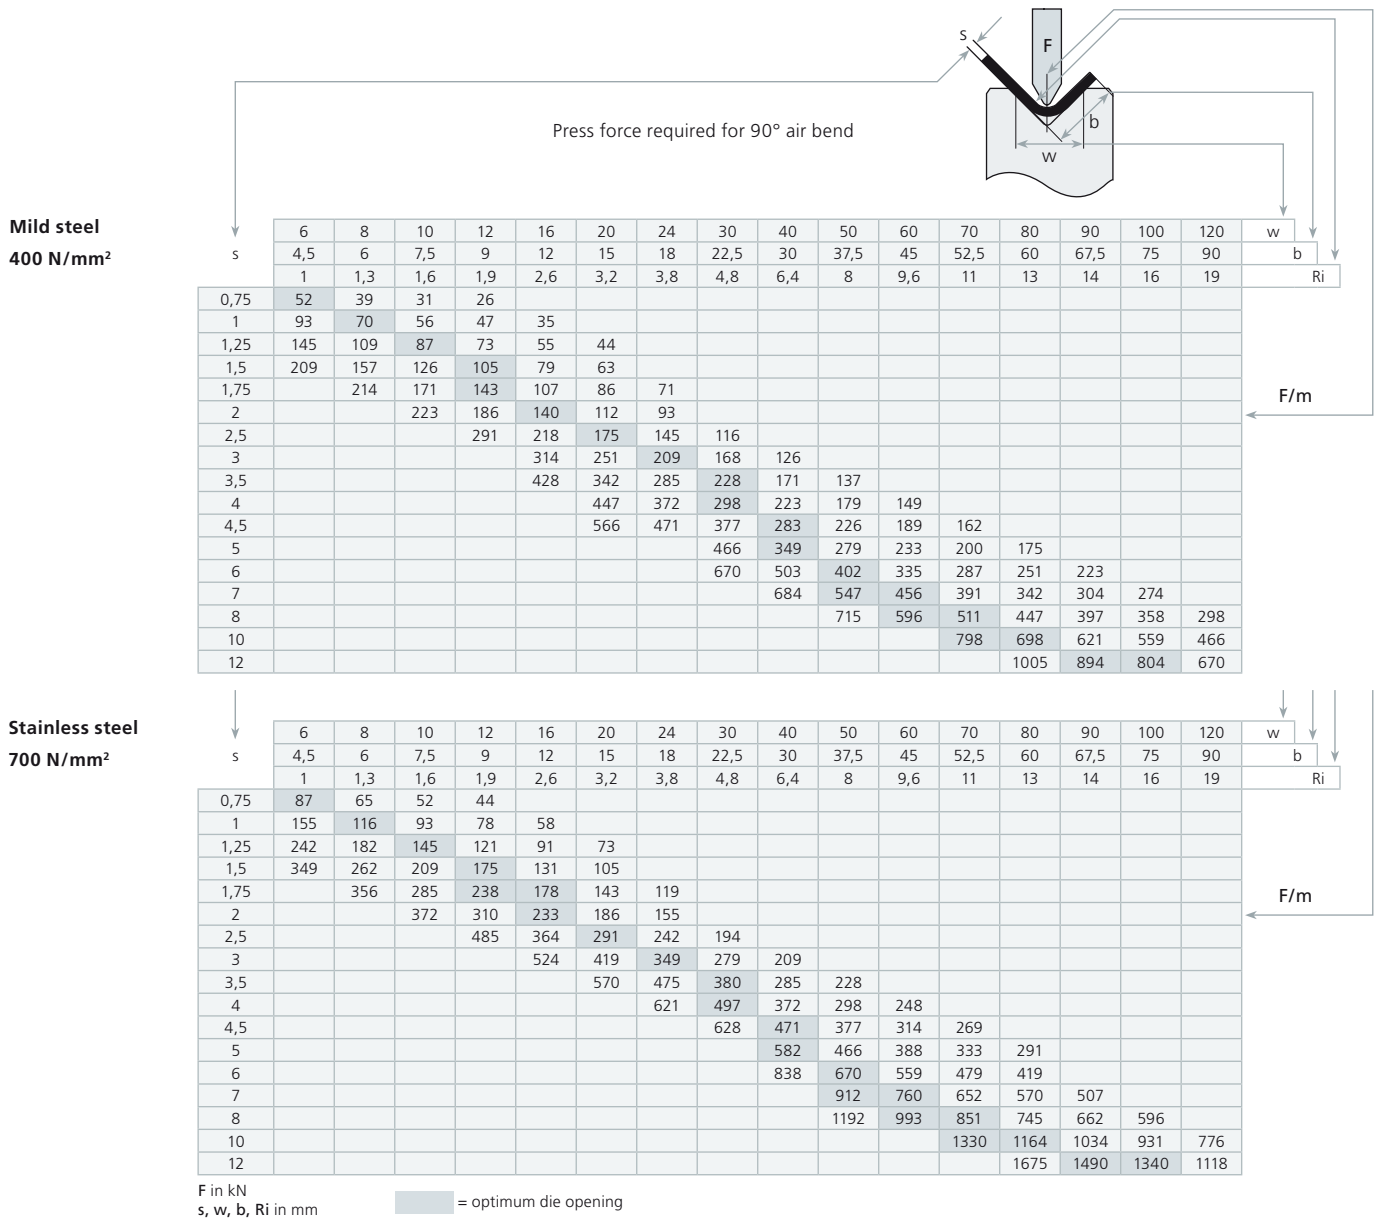 s
F
Press force required for 90° air bend
b
w
Mild steel
400 N/mm²
6 8 10 12 16 20 24 30 40 50 60 70 80 90 100 120 w
s 4,5 6 7,5 9 12 15 18 22,5 30 37,5 45 52,5 60 67,5 75 90 b
1 1,3 1,6 1,9 2,6 3,2 3,8 4,8 6,4 8 9,6 11 13 14 16 19 Ri
0,75 52 39 31 26
1 93 70 56 47 35
1,25 145 109 87 73 55 44
1,5 209 157 126 105 79 63
1,75 214 171 143 107 86 71
F/m
2 223 186 140 112 93
2,5 291 218 175 145 116
3 314 251 209 168 126
3,5 428 342 285 228 171 137
4 447 372 298 223 179 149
4,5 566 471 377 283 226 189 162
5 466 349 279 233 200 175
6 670 503 402 335 287 251 223
7 684 547 456 391 342 304 274
8 715 596 511 447 397 358 298
10 798 698 621 559 466
12 1005 894 804 670
Stainless steel
700 N/mm²
6 8 10 12 16 20 24 30 40 50 60 70 80 90 100 120 w
s 4,5 6 7,5 9 12 15 18 22,5 30 37,5 45 52,5 60 67,5 75 90 b
1 1,3 1,6 1,9 2,6 3,2 3,8 4,8 6,4 8 9,6 11 13 14 16 19 Ri
0,75 87 65 52 44
1 155 116 93 78 58
1,25 242 182 145 121 91 73
1,5 349 262 209 175 131 105
1,75 356 285 238 178 143 119
F/m
2 372 310 233 186 155
2,5 485 364 291 242 194
3 524 419 349 279 209
3,5 570 475 380 285 228
4 621 497 372 298 248
4,5 628 471 377 314 269
5 582 466 388 333 291
6 838 670 559 479 419
7 912 760 652 570 507
8 1192 993 851 745 662 596
10 1330 1164 1034 931 776
12 1675 1490 1340 1118
F in kN
s, w, b, Ri in mm
= optimum die opening